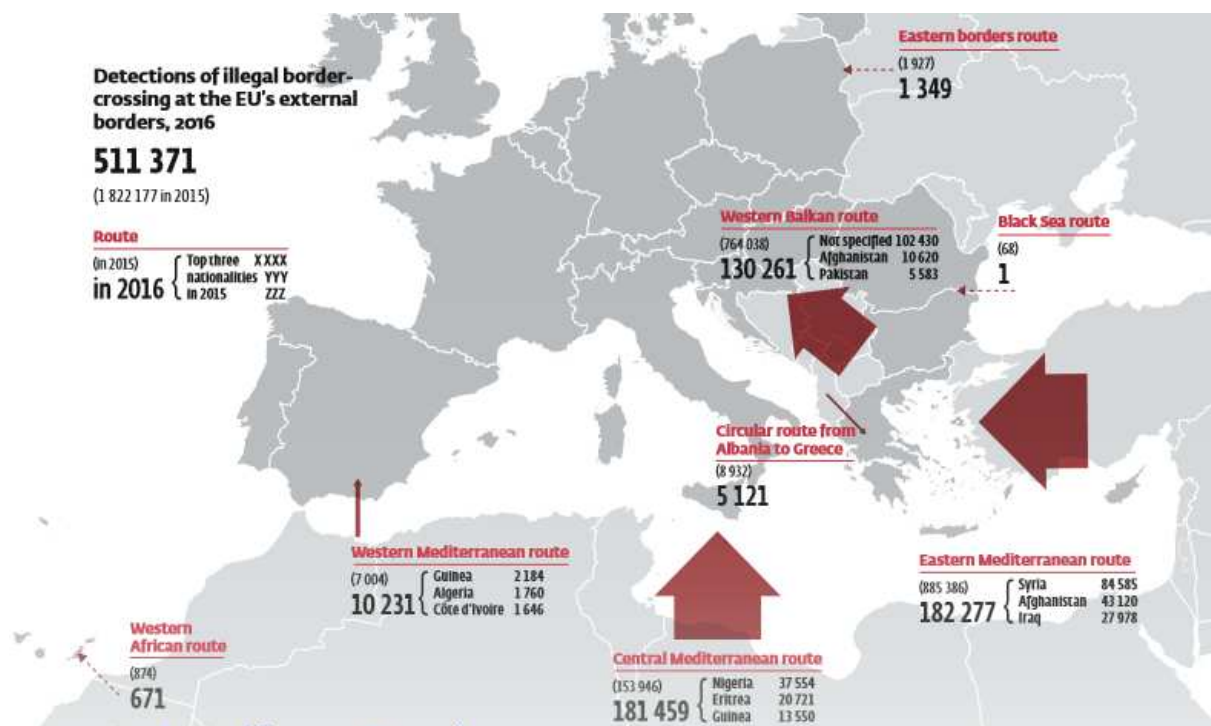 Detections of illegal border-
crossing at the EU's external
borders, 2016
511 371
(1 822 177 in 2015)
Route
(in 2015)
in 2016
Top three XXXX
nationalities YYY
in 2015 ZZZ
Eastern borders route
(1 927)
1 349
Western Balkan route
(764 038)
130 261
Not specified 102 430
Afghanistan 10 620
Pakistan 5 583
Black Sea route
(68)
1
Circular route from
Albania to Greece
(8 932)
5 121
Western Mediterranean route
(7 004)
10 231
Guinea 2 184
Algeria 1 760
Côte d'Ivoire 1 646
Eastern Mediterranean route
(885 386)
182 277
Syria 84 585
Afghanistan 43 120
Iraq 27 978
Western
African route
(874)
671
Central Mediterranean route
(153 946)
181 459
Nigeria 37 554
Eritrea 20 721
Guinea 13 550